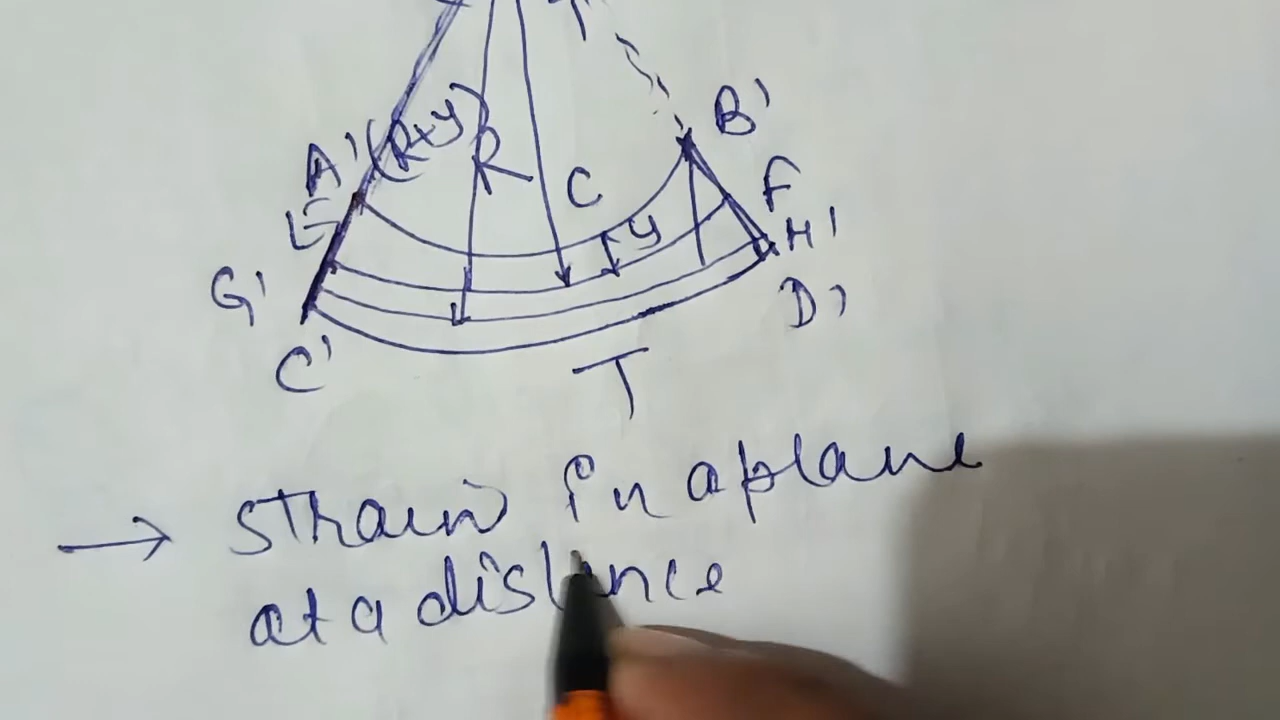 B'
A' (R+y)
R
C
F
E
y
H'
G'
D'
C'
T
→ strain in a plane
at a distance